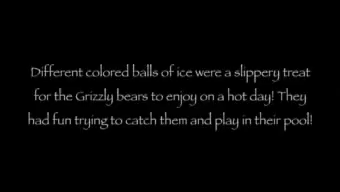 Different colored balls of ice were a slippery treat
for the Grizzly bears to enjoy on a hot day! They
had fun trying to catch them and play in their pool!